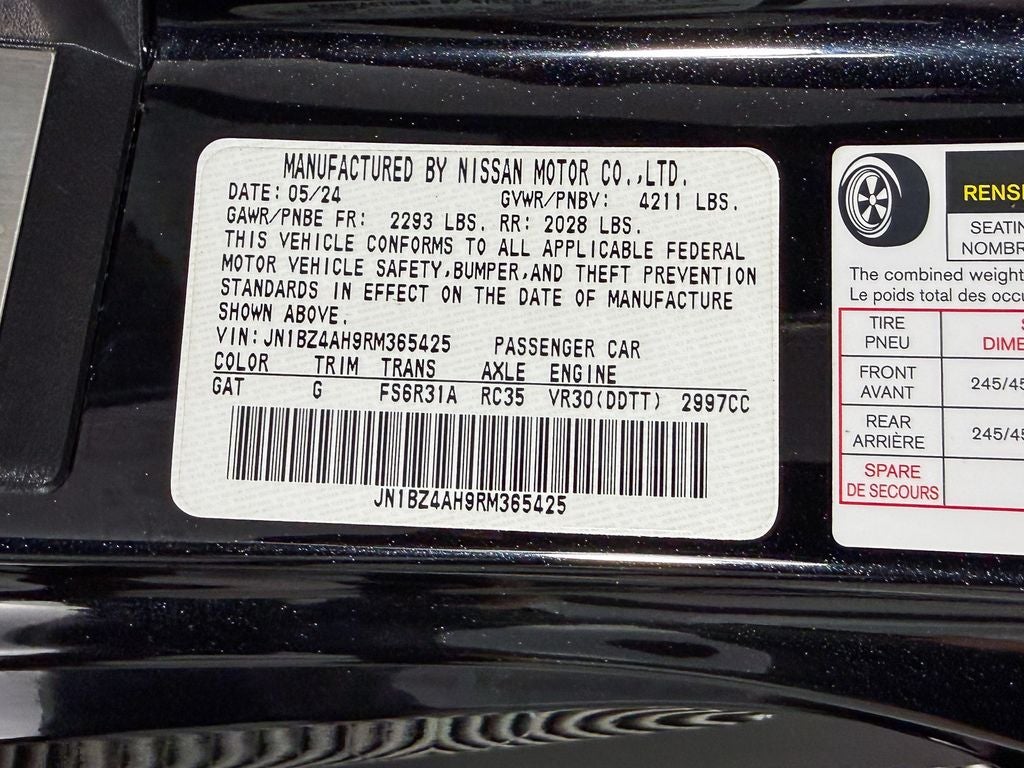 MANUFACTURED BY NISSAN MOTOR CO.,LTD.
DATE: 05/24 GVWR/PNBV: 4211 LBS.
GAWR/PNBE FR: 2293 LBS. RR: 2028 LBS.
THIS VEHICLE CONFORMS TO ALL APPLICABLE FEDERAL
MOTOR VEHICLE SAFETY,BUMPER,AND THEFT PREVENTION
STANDARDS IN EFFECT ON THE DATE OF MANUFACTURE
SHOWN ABOVE.
VIN: JN1BZ4AH9RM365425 PASSENGER CAR
COLOR TRIM TRANS AXLE ENGINE
GAT G FS6R31A RC35 VR30(DDTT) 2997CC
JN1BZ4AH9RM365425
RENSE
SEATIN
NOMBR
The combined weight
Le poids total des occu
TIRE
PNEU
DIME
FRONT
AVANT
245/45
REAR
ARRIÈRE
245/45
SPARE
DE SECOURS